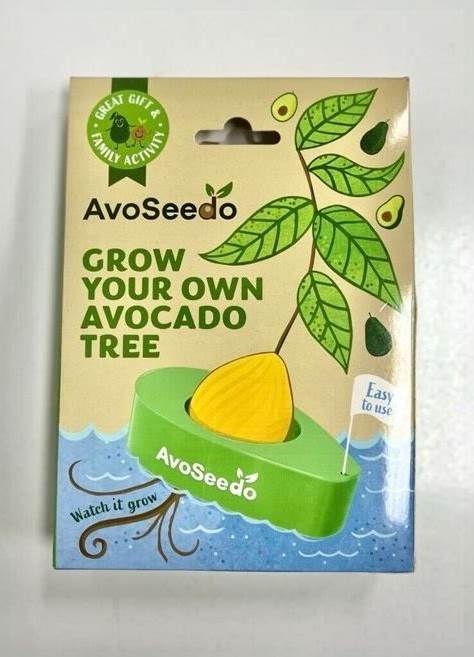 GREAT GIFT &
FAMILY ACTIVITY
AvoSeedo
GROW
YOUR OWN
AVOCADO
TREE
Easy
to use
AvoSeedo
Watch it grow